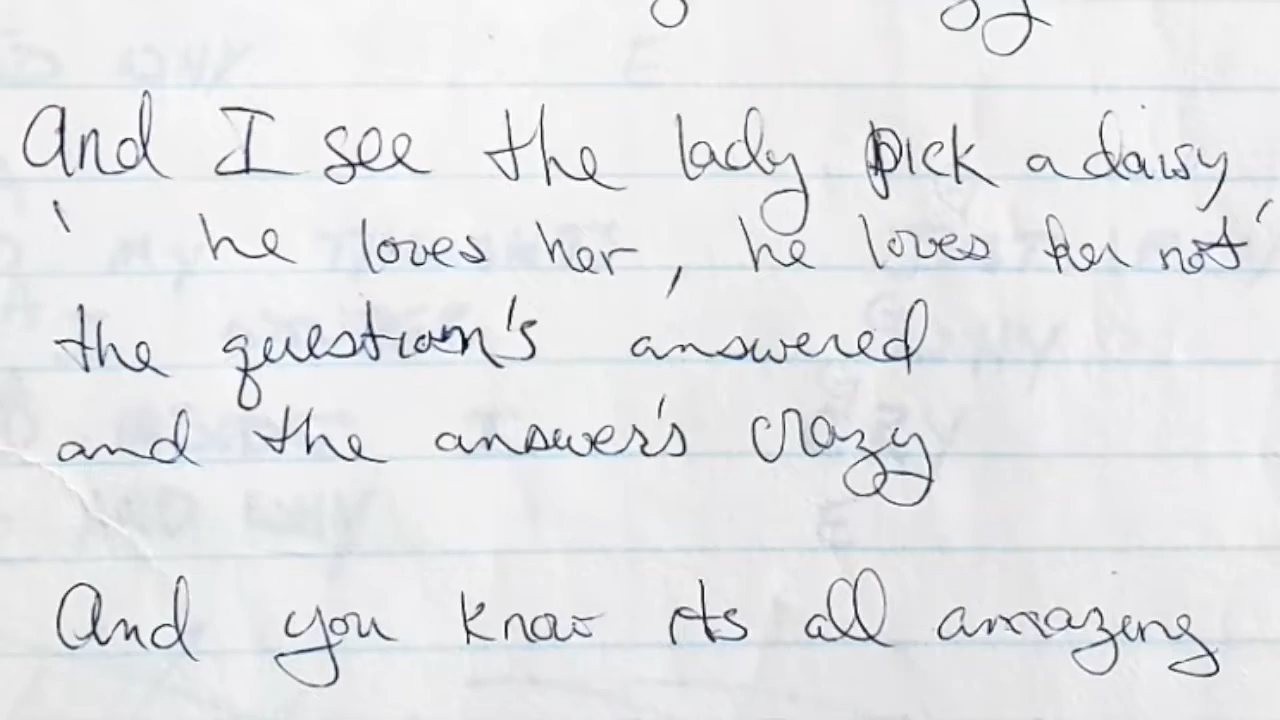 And I see the lady pick a daisy
'he loves her, he loves her not'
the question's answered
and the answer's crazy
And you know its all amazing